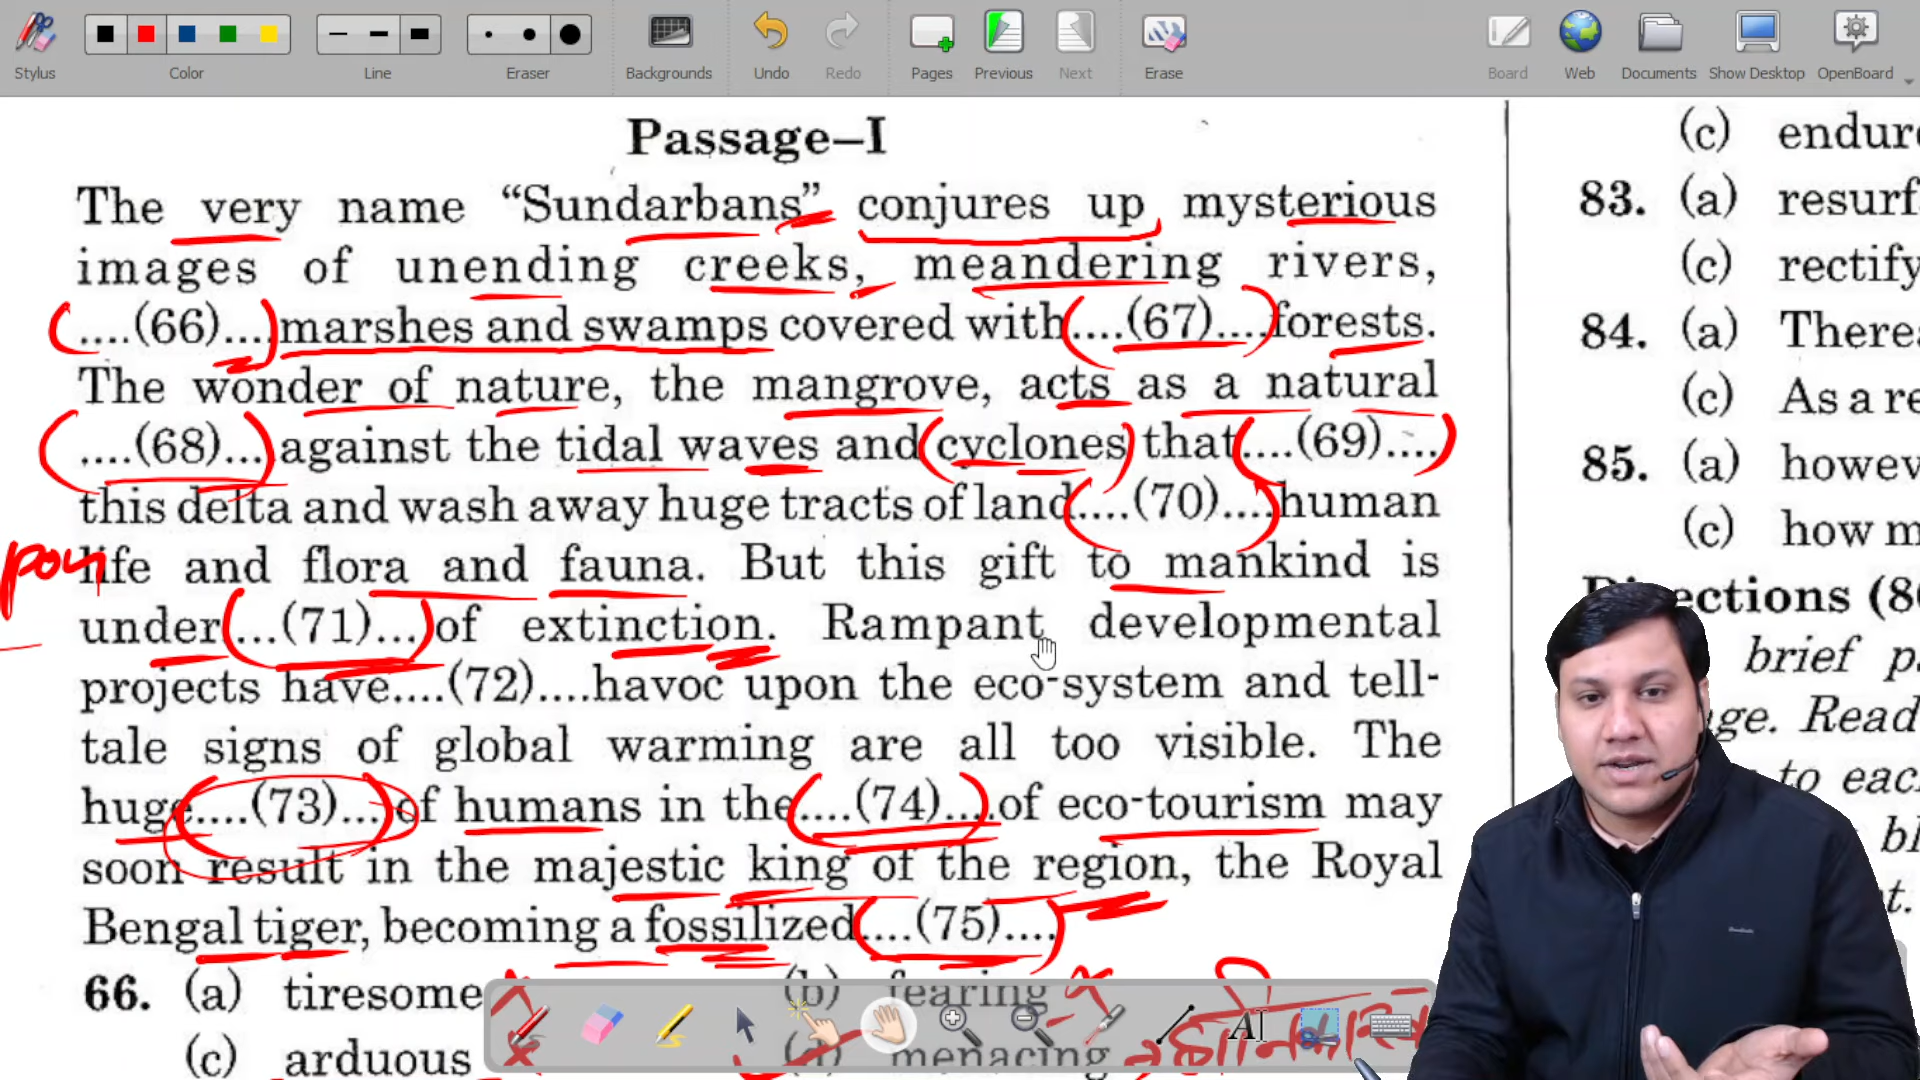 Stylus
Color
Line
Eraser
Backgrounds
Undo
Redo
Pages
Previous
Next
Erase
Board
Web
Documents
Show Desktop
OpenBoard
Passage–I
The very name “Sundarbans” conjures up mysterious
images of unending creeks, meandering rivers,
....(66).... marshes and swamps covered with....(67)....forests.
The wonder of nature, the mangrove, acts as a natural
....(68)... against the tidal waves and cyclones that....(69)....
this delta and wash away huge tracts of land....(70)....human
life and flora and fauna. But this gift to mankind is
under...(71)...of extinction. Rampant developmental
projects have....(72)....havoc upon the eco-system and tell-
tale signs of global warming are all too visible. The
huge....(73)...of humans in the....(74)....of eco-tourism may
soon result in the majestic king of the region, the Royal
Bengal tiger, becoming a fossilized....(75)....
66. (a) tiresome (b) fearing
(c) arduous (d) menacing
(c) endure
83. (a) resurf
(c) rectify
84. (a) There
(c) As a re
85. (a) howev
(c) how m
Directions (8
brief p
ge. Read
to eac
bl
t.